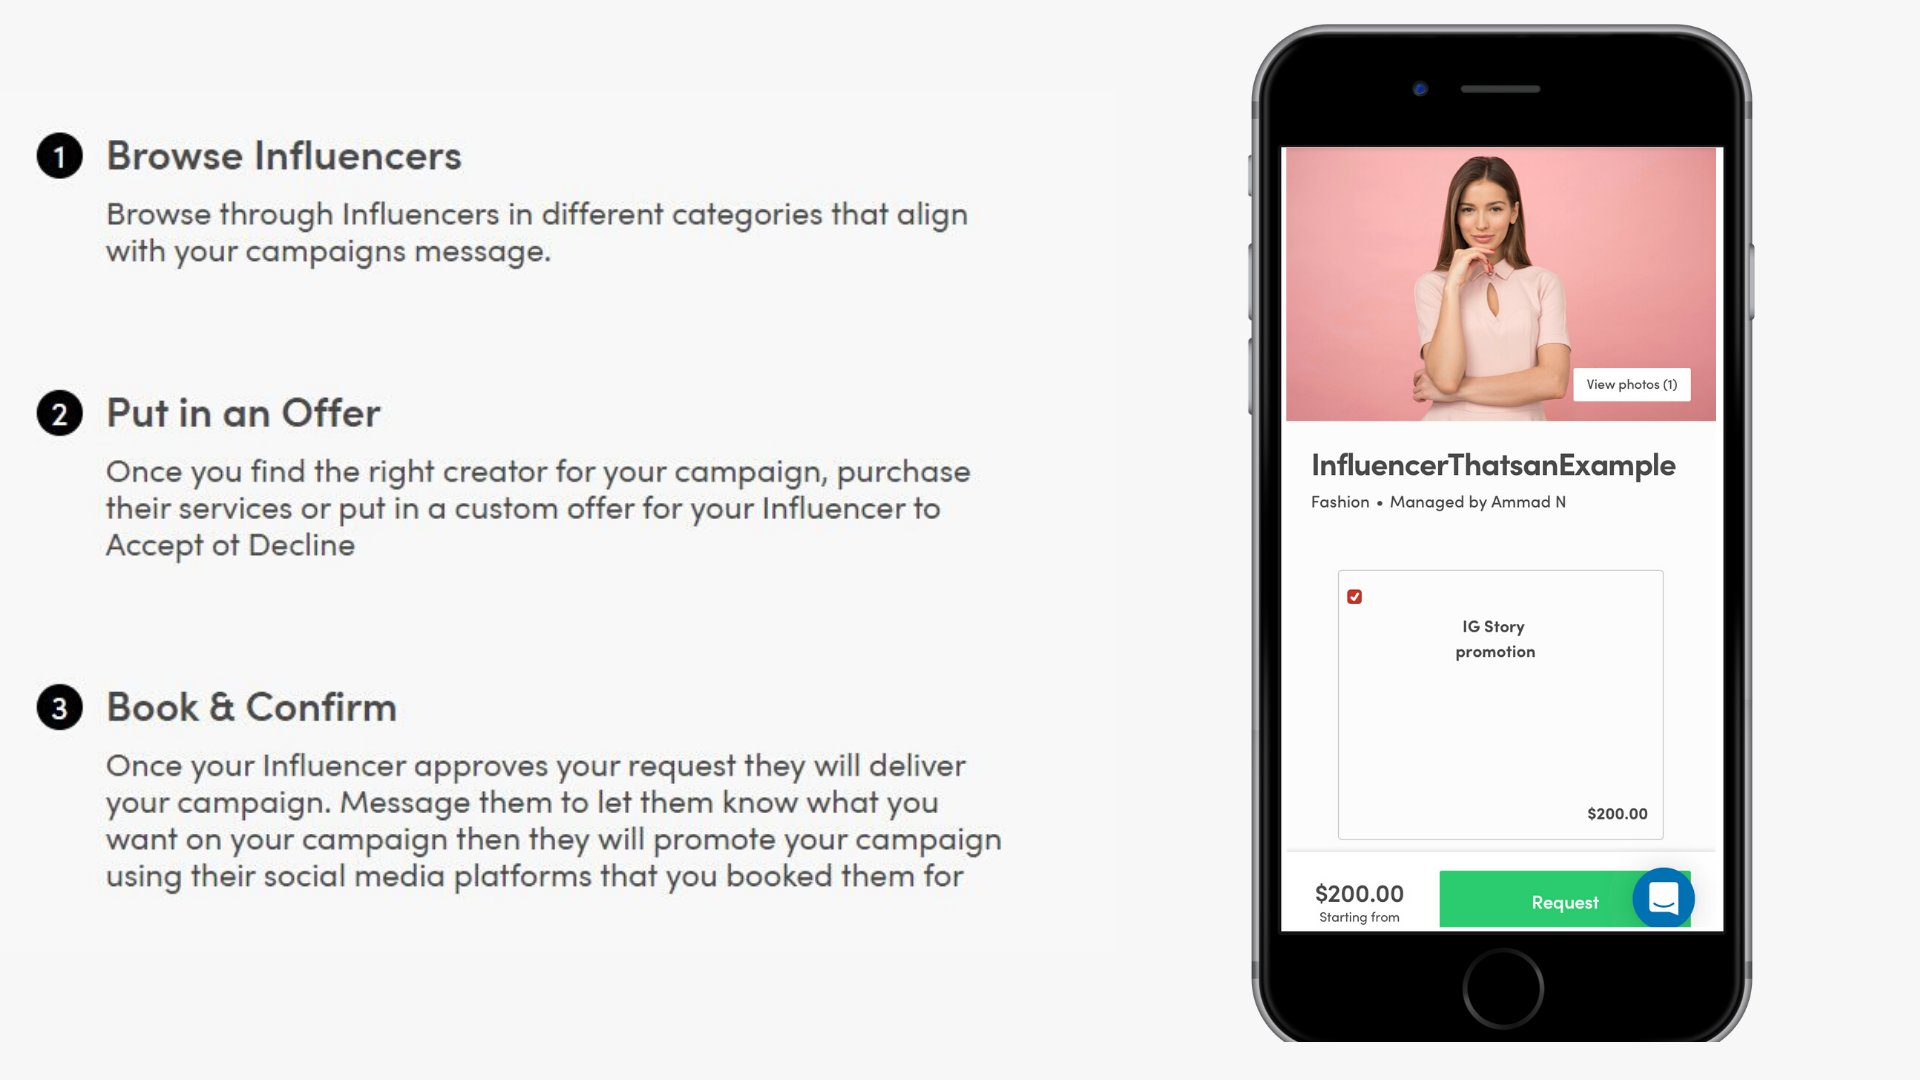 1 Browse Influencers
Browse through Influencers in different categories that align
with your campaigns message.
2 Put in an Offer
Once you find the right creator for your campaign, purchase
their services or put in a custom offer for your Influencer to
Accept ot Decline
3 Book & Confirm
Once your Influencer approves your request they will deliver
your campaign. Message them to let them know what you
want on your campaign then they will promote your campaign
using their social media platforms that you booked them for
View photos (1)
InfluencerThatsanExample
Fashion • Managed by Ammad N
IG Story
promotion
$200.00
$200.00
Starting from
Request